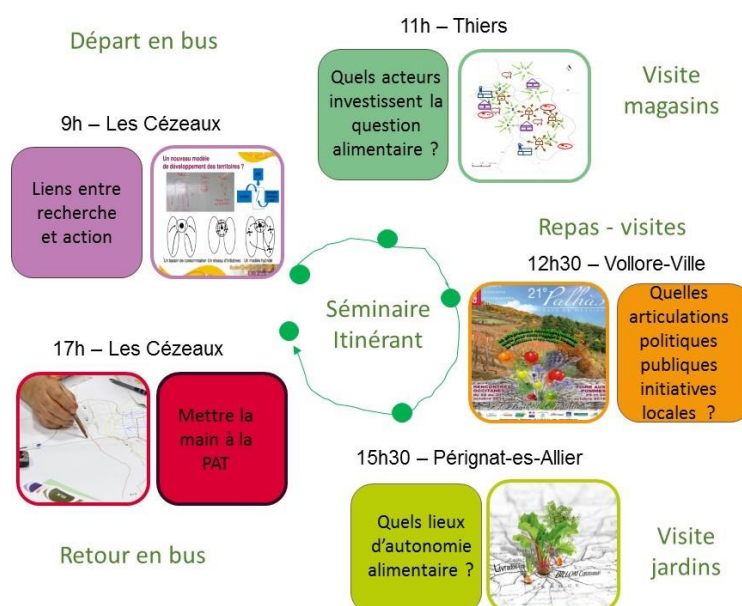 Départ en bus
9h – Les Cézeaux
Liens entre
recherche
et action
Un nouveau modèle
de développement des territoires ?
11h – Thiers
Quels acteurs
investissent la
question
alimentaire ?
Visite
magasins
Repas - visites
12h30 – Vollore-Ville
21°
Palhas
Quelles
articulations
politiques
publiques
initiatives
locales ?
Séminaire
Itinérant
15h30 – Pérignat-es-Allier
Quels lieux
d’autonomie
alimentaire ?
Visite
jardins
17h – Les Cézeaux
Mettre la
main à la
PAT
Retour en bus